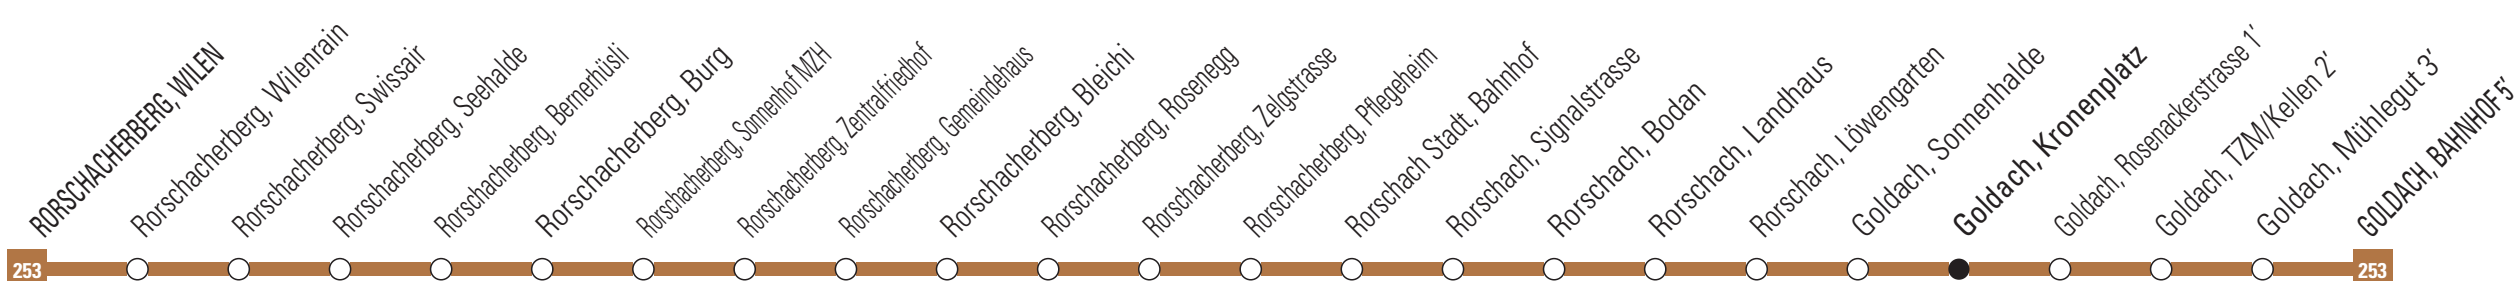 RORSCHACHERBERG, WILEN
Rorschacherberg, Wilenrain
Rorschacherberg, Swissair
Rorschacherberg, Seehalde
Rorschacherberg, Bernerhüsli
Rorschacherberg, Burg
Rorschacherberg, Sonnenhof MZH
Rorschacherberg, Zentralfriedhof
Rorschacherberg, Gemeindehaus
Rorschacherberg, Bleichi
Rorschacherberg, Rosenegg
Rorschacherberg, Zelgstrasse
Rorschacherberg, Pflegeheim
Rorschach Stadt, Bahnhof
Rorschach, Signalstrasse
Rorschach, Bodan
Rorschach, Landhaus
Rorschach, Löwengarten
Goldach, Sonnenhalde
Goldach, Kronenplatz
Goldach, Rosenackerstrasse 1'
Goldach, TZM/Kellen 2'
Goldach, Mühlegut 3'
GOLDACH, BAHNHOF 5'
253
253